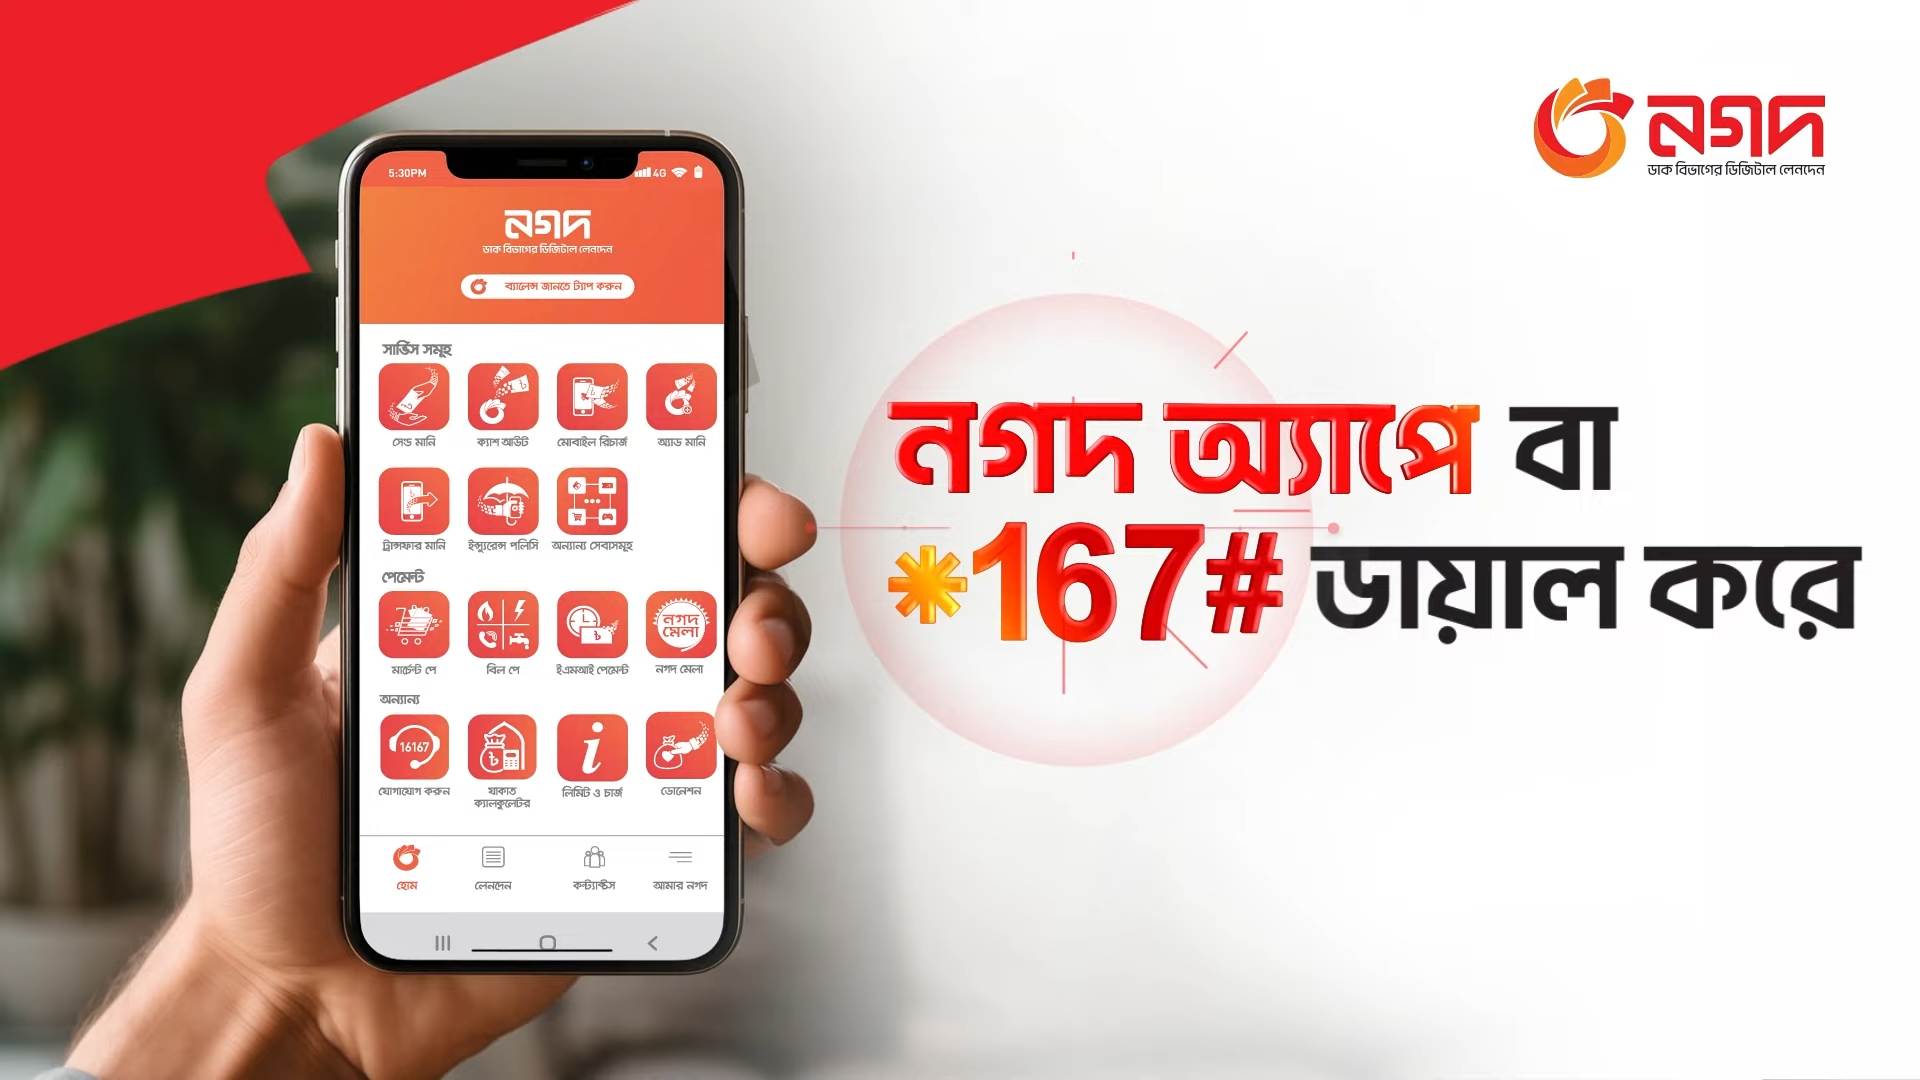 নগদ
ডাক বিভাগের ডিজিটাল লেনদেন
5:30PM
4G
নগদ
ডাক বিভাগের ডিজিটাল লেনদেন
ব্যালেন্স জানতে ট্যাপ করুন
সার্ভিস সমূহ
সেন্ড মানি ক্যাশ আউট মোবাইল রিচার্জ অ্যাড মানি
ট্রান্সফার মানি ইন্স্যুরেন্স পলিসি অন্যান্য সেবাসমূহ
পেমেন্ট
নগদ
মেলা
মার্চেন্ট পে বিল পে ইএমআই পেমেন্ট নগদ মেলা
অন্যান্য
16167
যোগাযোগ করুন যাকাত ক্যালকুলেটর লিমিট ও চার্জ ডোনেশন
হোম লেনদেন কন্ট্যাক্টস আমার নগদ
নগদ অ্যাপে বা
*167# ডায়াল করে